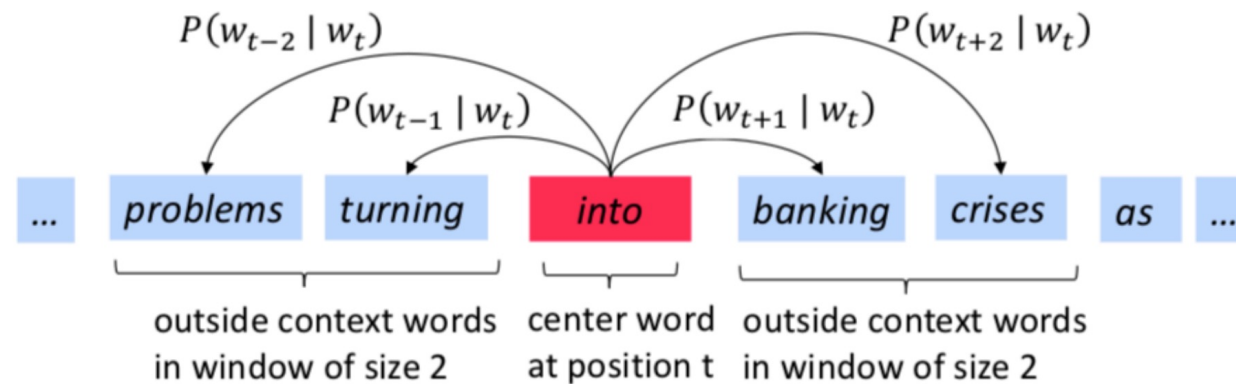 P(w_{t−2} | w_t)
P(w_{t+2} | w_t)
P(w_{t−1} | w_t)
P(w_{t+1} | w_t)
... problems turning into banking crises as ...
outside context words
in window of size 2
center word
at position t
outside context words
in window of size 2